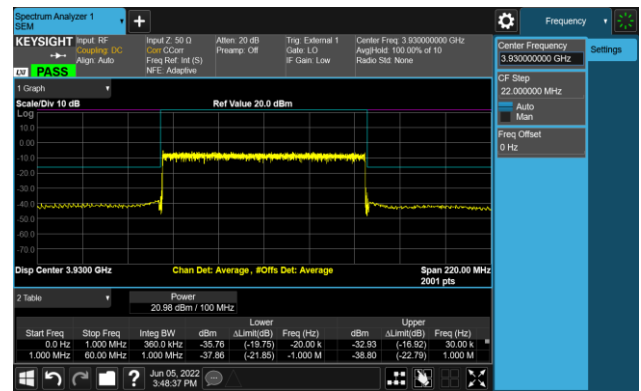 Spectrum Analyzer 1
SEM
+
Frequency
KEYSIGHT
Input: RF
Coupling: DC
Align: Auto
Input Z: 50 Ω
Corr CCorr
Freq Ref: Int (S)
NFE: Adaptive
Atten: 20 dB
Preamp: Off
Trig: External 1
Gate: LO
IF Gain: Low
Center Freq: 3.930000000 GHz
Avg|Hold: 100.00% of 10
Radio Std: None
LXI
PASS
Center Frequency
3.930000000 GHz
Settings
CF Step
22.000000 MHz
Auto
Man
Freq Offset
0 Hz
1 Graph
Scale/Div 10 dB
Ref Value 20.0 dBm
Log
10.0
0.00
-10.0
-20.0
-30.0
-40.0
-50.0
-60.0
-70.0
Disp Center 3.9300 GHz
Chan Det: Average , #Offs Det: Average
Span 220.00 MHz
2001 pts
2 Table
Power
20.98 dBm / 100 MHz
Lower Upper
Start Freq Stop Freq Integ BW dBm ΔLimit(dB) Freq (Hz) dBm ΔLimit(dB) Freq (Hz)
0.0 Hz 1.000 MHz 360.0 kHz -35.76 (-19.75) -20.00 k -32.93 (-16.92) 30.00 k
1.000 MHz 60.00 MHz 1.000 MHz -37.86 (-21.85) -1.000 M -38.80 (-22.79) 1.000 M
?
Jun 05, 2022
3:48:37 PM